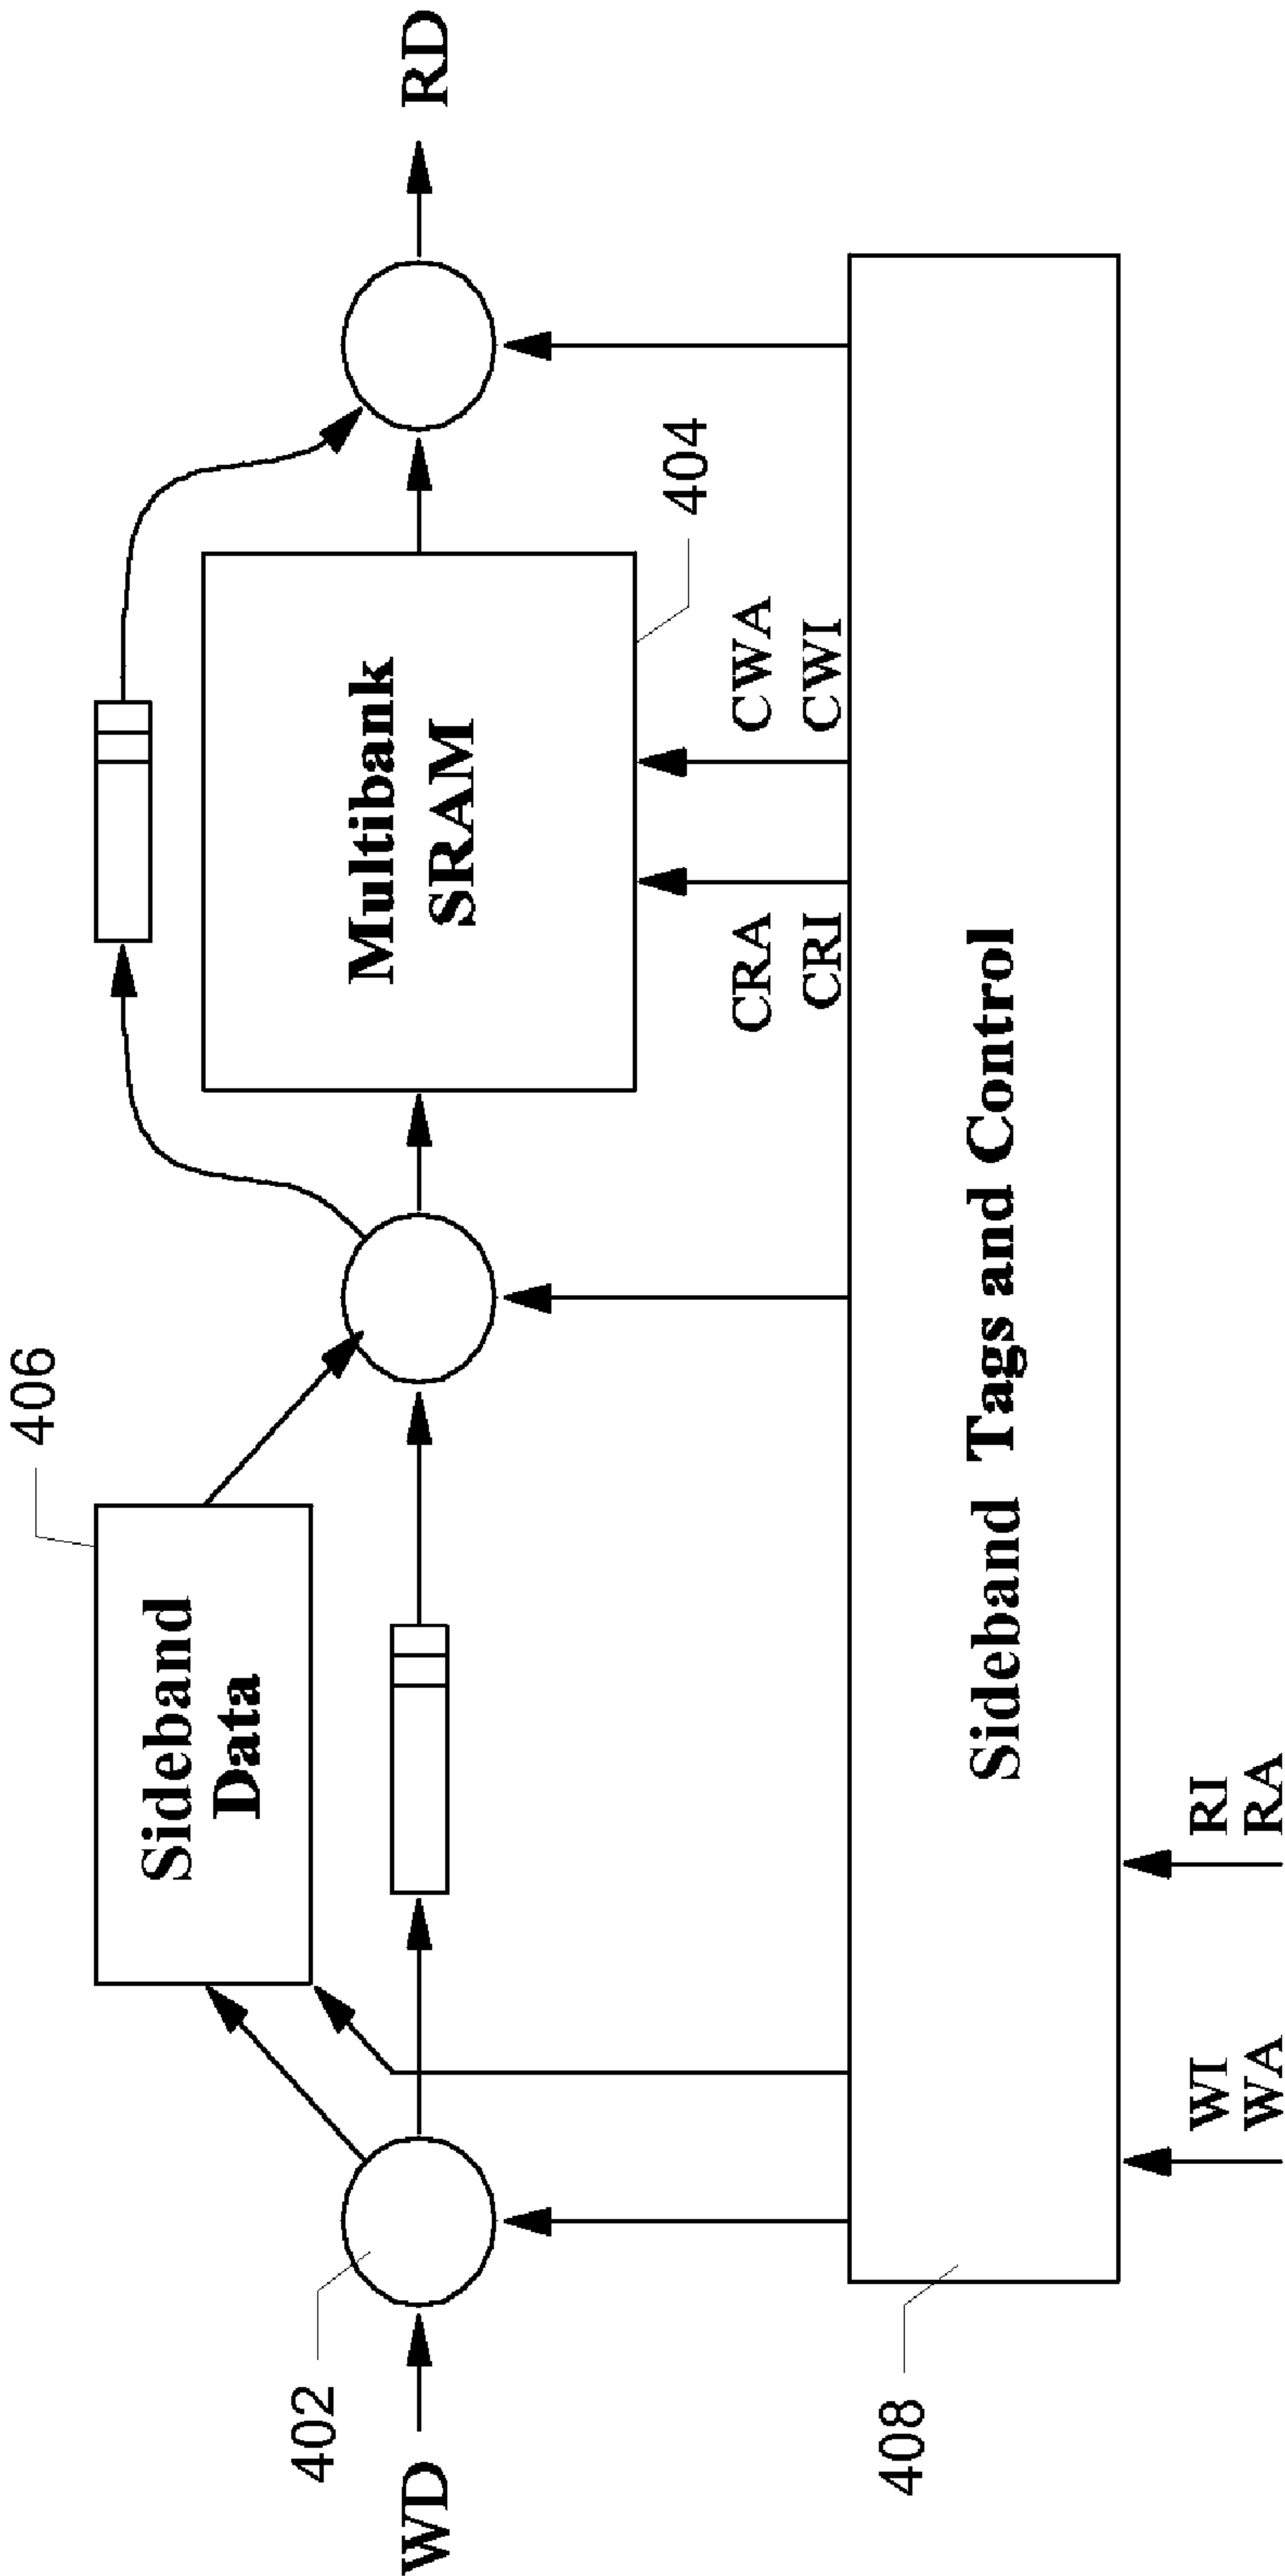 406
Sideband
Data
Multibank
SRAM
404
402
WD
RD
CRA
CRI
CWA
CWI
408
Sideband Tags and Control
WI
WA
RI
RA